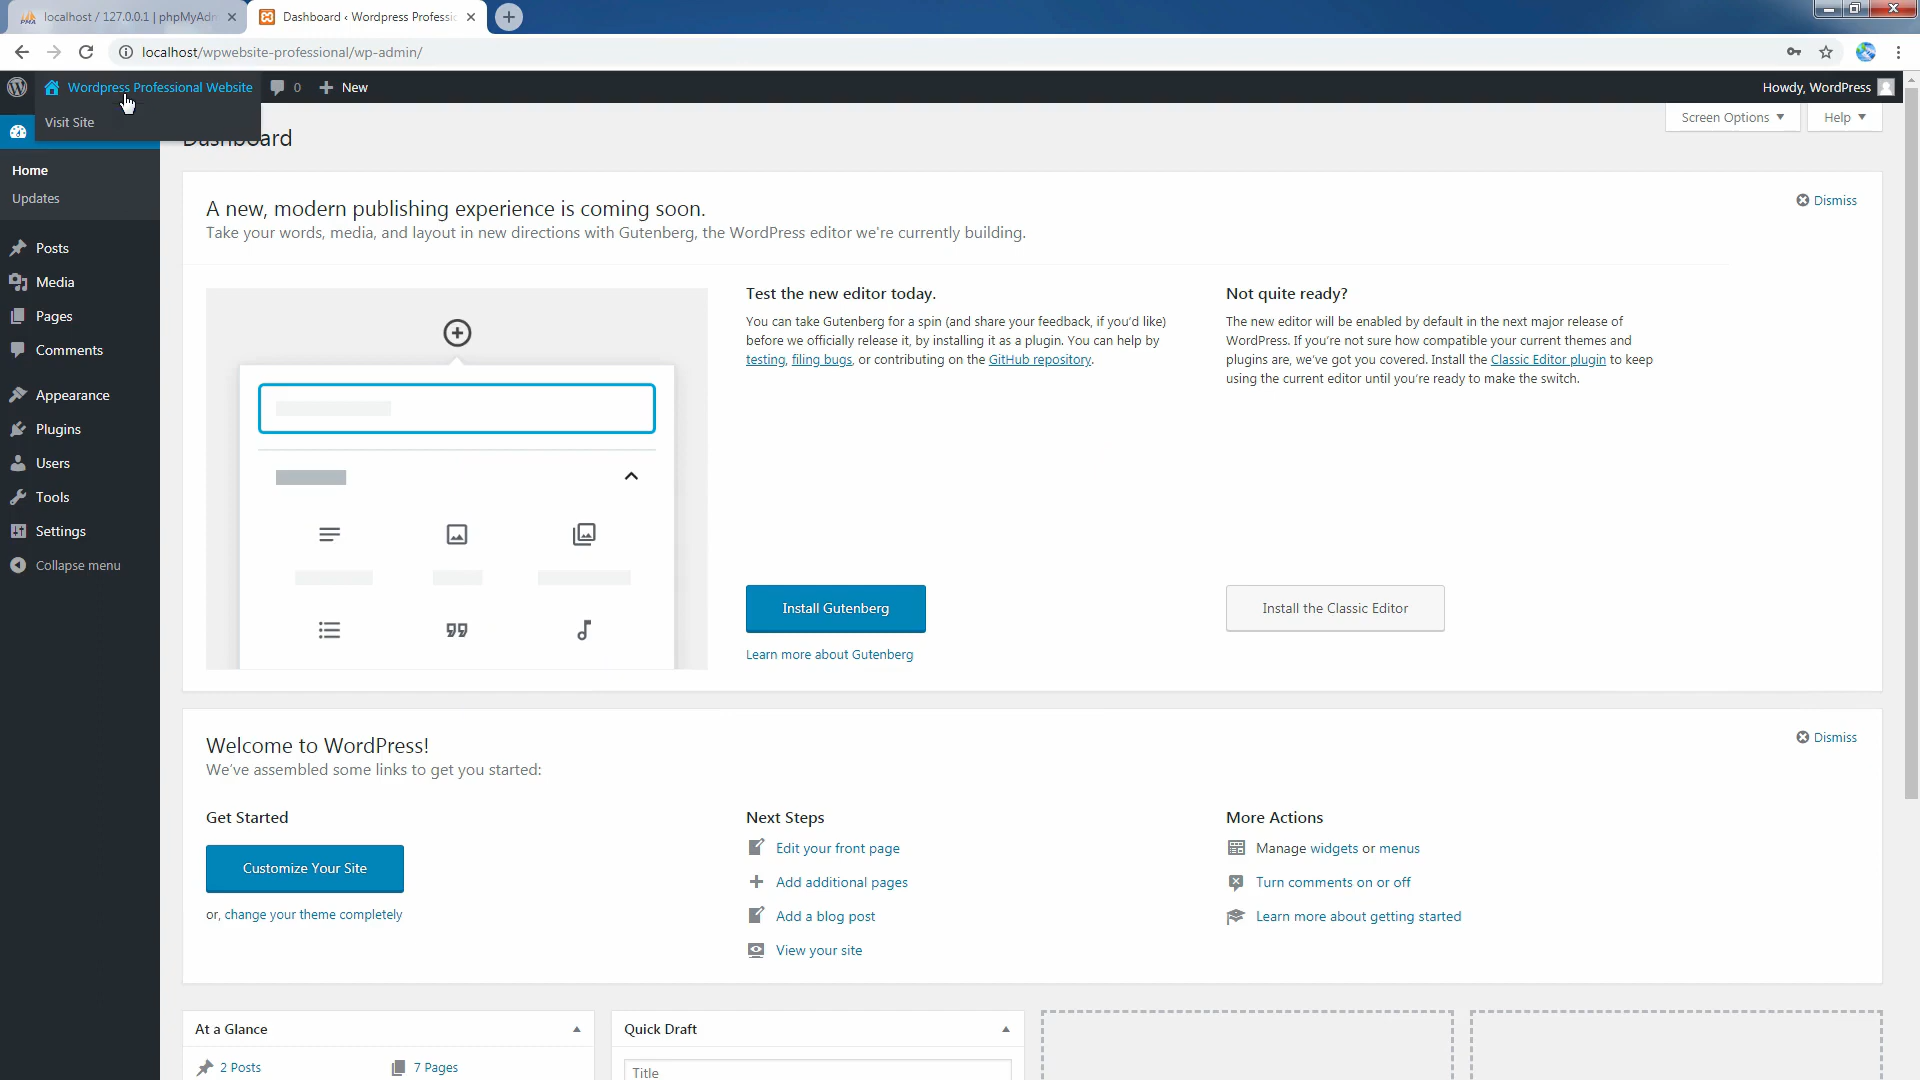 localhost / 127.0.0.1 | phpMyAdm
Dashboard ‹ Wordpress Professio
localhost/wpwebsite-professional/wp-admin/
Wordpress Professional Website
0
New
Howdy, WordPress
Visit Site
Dashboard
Screen Options
Help
Home
Updates
Posts
Media
Pages
Comments
Appearance
Plugins
Users
Tools
Settings
Collapse menu
A new, modern publishing experience is coming soon.
Dismiss
Take your words, media, and layout in new directions with Gutenberg, the WordPress editor we're currently building.
Test the new editor today.
You can take Gutenberg for a spin (and share your feedback, if you'd like)
before we officially release it, by installing it as a plugin. You can help by
testing, filing bugs, or contributing on the GitHub repository.
Install Gutenberg
Learn more about Gutenberg
Not quite ready?
The new editor will be enabled by default in the next major release of
WordPress. If you're not sure how compatible your current themes and
plugins are, we've got you covered. Install the Classic Editor plugin to keep
using the current editor until you're ready to make the switch.
Install the Classic Editor
Welcome to WordPress!
Dismiss
We've assembled some links to get you started:
Get Started
Customize Your Site
or, change your theme completely
Next Steps
Edit your front page
Add additional pages
Add a blog post
View your site
More Actions
Manage widgets or menus
Turn comments on or off
Learn more about getting started
At a Glance
2 Posts
7 Pages
Quick Draft
Title